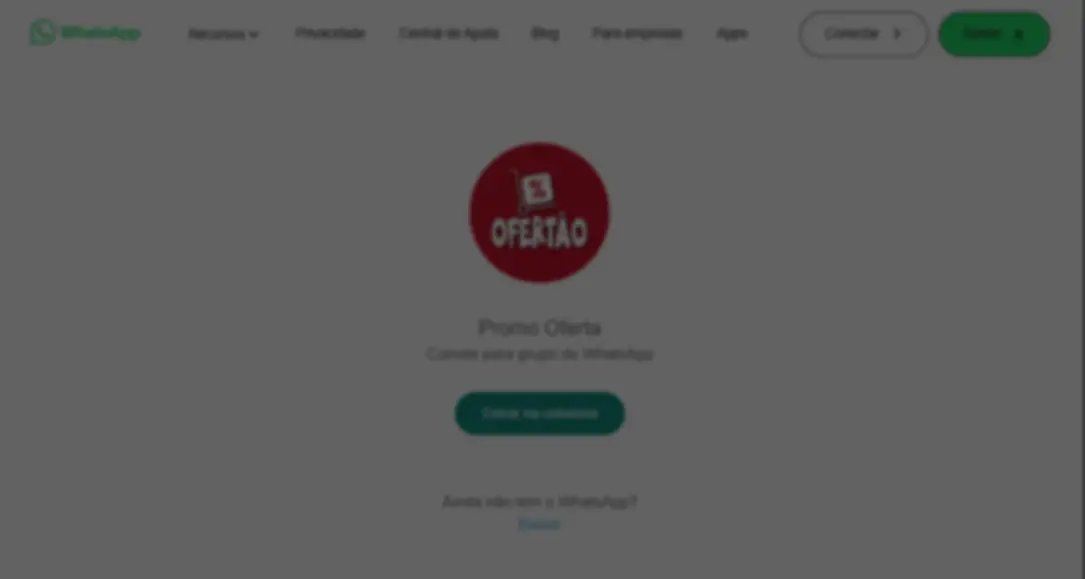 WhatsApp
Recursos
Privacidade
Central de Ajuda
Blog
Para empresas
Apps
Conectar
Baixar
%
OFERTÃO
Promo Oferta
Convite para grupo do WhatsApp
Entrar na conversa
Ainda não tem o WhatsApp?
Baixar